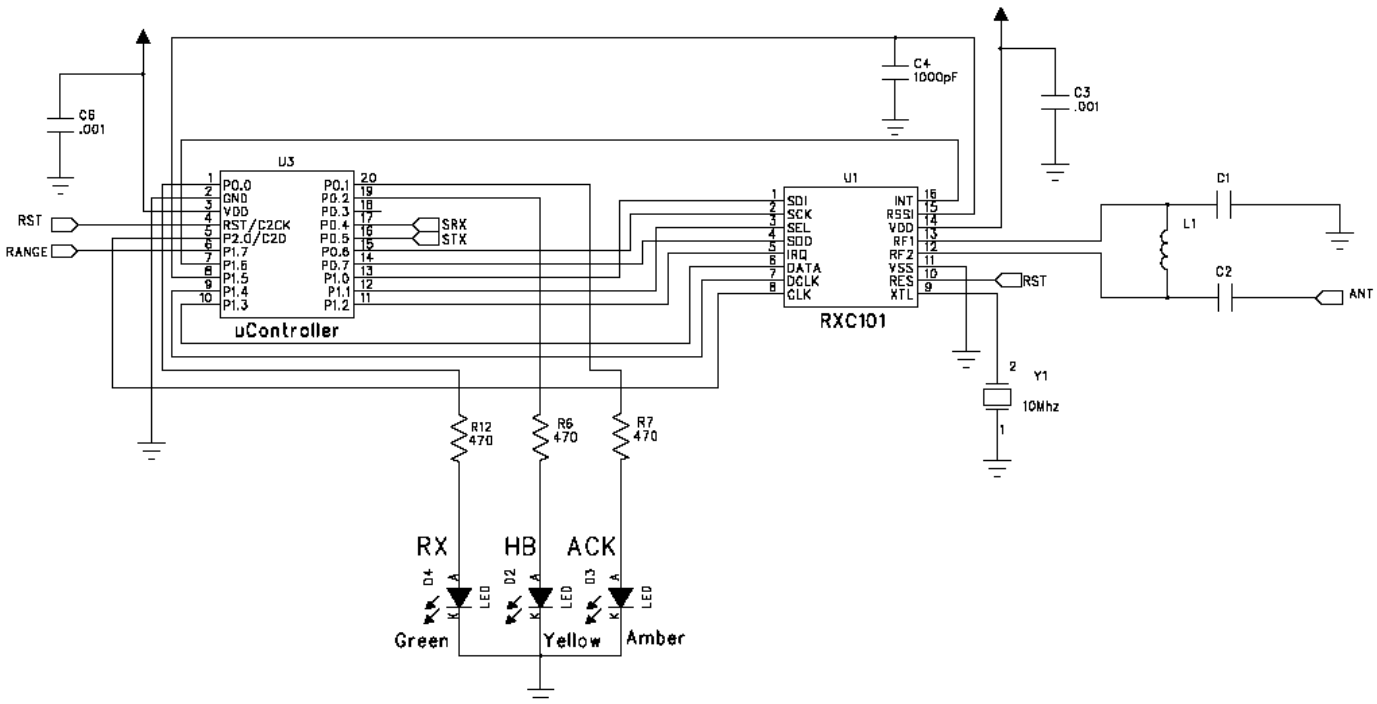 C4
1000pF
C3
.001
C6
.001
U3
1 P0.0
2 GND
3 VDD
4 RST/C2CK
5 P2.0/C2D
6 P1.7
7 P1.6
8 P1.5
9 P1.4
10 P1.3
P0.1 20
P0.2 19
P0.3 18
P0.4 17
P0.5 16
P0.6 15
P0.7 14
P1.0 13
P1.1 12
P1.2 11
uController
RST
RANGE
SRX
STX
U1
1 SDI
2 SCK
3 SEL
4 SDO
5 IRQ
6 DATA
7 DCLK
8 CLK
INT 16
RSSI 15
VDD 14
RF1 13
RF2 12
VSS 11
RES 10
XTL 9
RXC101
RST
C1
L1
C2
ANT
2
Y1
10Mhz
1
R12
470
R6
470
R7
470
RX
HB
ACK
D4
A
K
LED
D2
A
K
LED
D3
A
K
LED
Green
Yellow
Amber